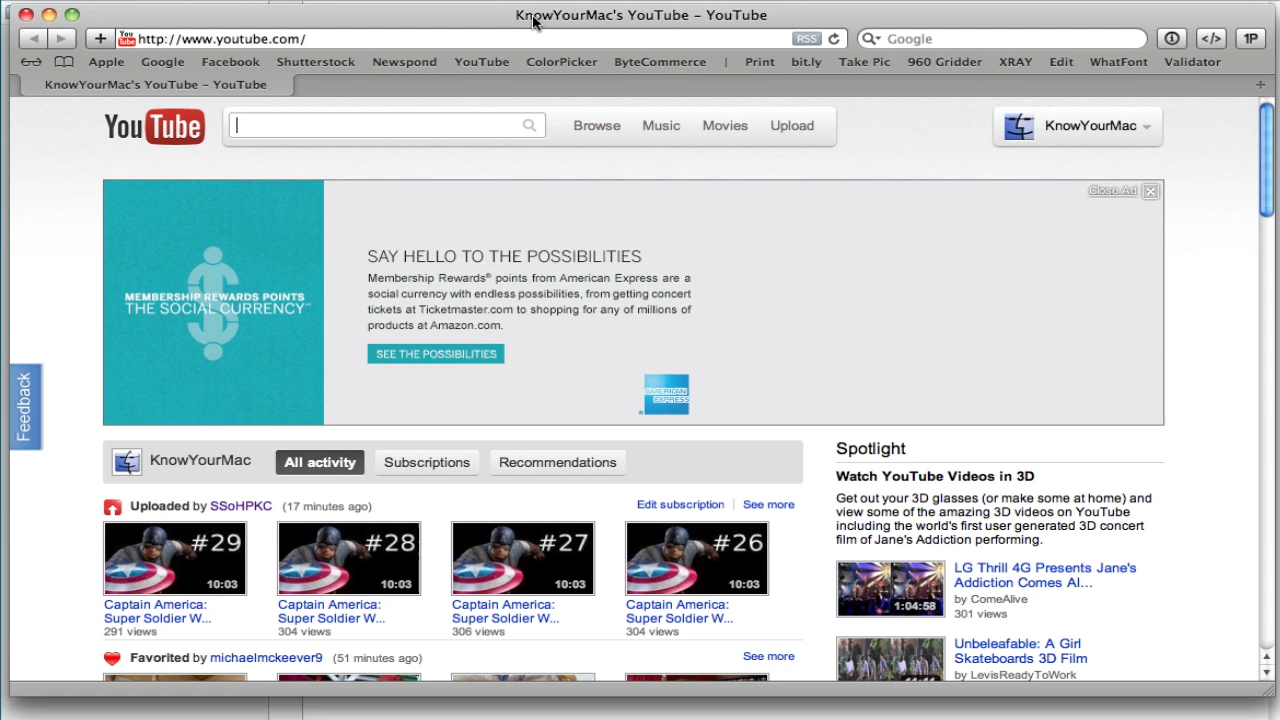 KnowYourMac's YouTube – YouTube
You Tube http://www.youtube.com/ RSS Google 1P
Apple Google Facebook Shutterstock Newspond YouTube ColorPicker ByteCommerce | Print bit.ly Take Pic 960 Gridder XRAY Edit WhatFont Validator
KnowYourMac's YouTube – YouTube
YouTube Browse Music Movies Upload KnowYourMac
Close Ad
MEMBERSHIP REWARDS POINTS
THE SOCIAL CURRENCY™
SAY HELLO TO THE POSSIBILITIES
Membership Rewards® points from American Express are a
social currency with endless possibilities, from getting concert
tickets at Ticketmaster.com to shopping for any of millions of
products at Amazon.com.
SEE THE POSSIBILITIES
AMERICAN
EXPRESS
®
Feedback
KnowYourMac All activity Subscriptions Recommendations
Uploaded by SSoHPKC (17 minutes ago) Edit subscription | See more
#29 #28 #27 #26
10:03 10:03 10:03 10:03
Captain America: Captain America: Captain America: Captain America:
Super Soldier W... Super Soldier W... Super Soldier W... Super Soldier W...
291 views 304 views 306 views 304 views
Favorited by michaelmckeever9 (51 minutes ago) See more
Spotlight
Watch YouTube Videos in 3D
Get out your 3D glasses (or make some at home) and
view some of the amazing 3D videos on YouTube
including the world's first user generated 3D concert
film of Jane's Addiction performing.
1:04:58
LG Thrill 4G Presents Jane's
Addiction Comes Al...
by ComeAlive
301 views
Unbeleafable: A Girl
Skateboards 3D Film
by LevisReadyToWork